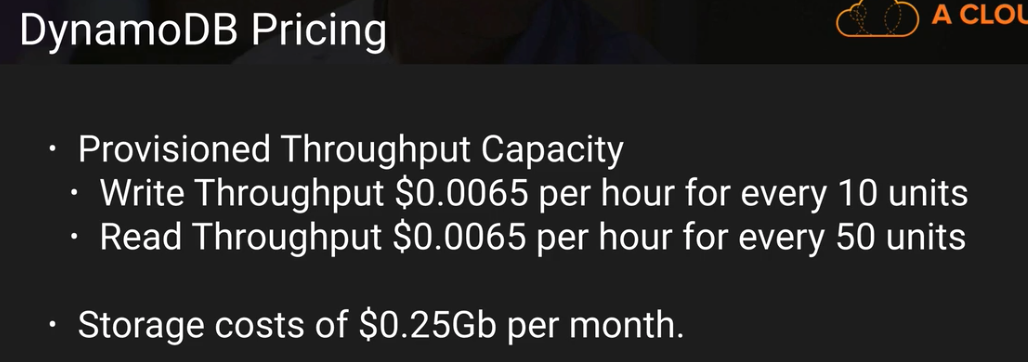 DynamoDB Pricing
A CLOU
• Provisioned Throughput Capacity
• Write Throughput $0.0065 per hour for every 10 units
• Read Throughput $0.0065 per hour for every 50 units
• Storage costs of $0.25Gb per month.